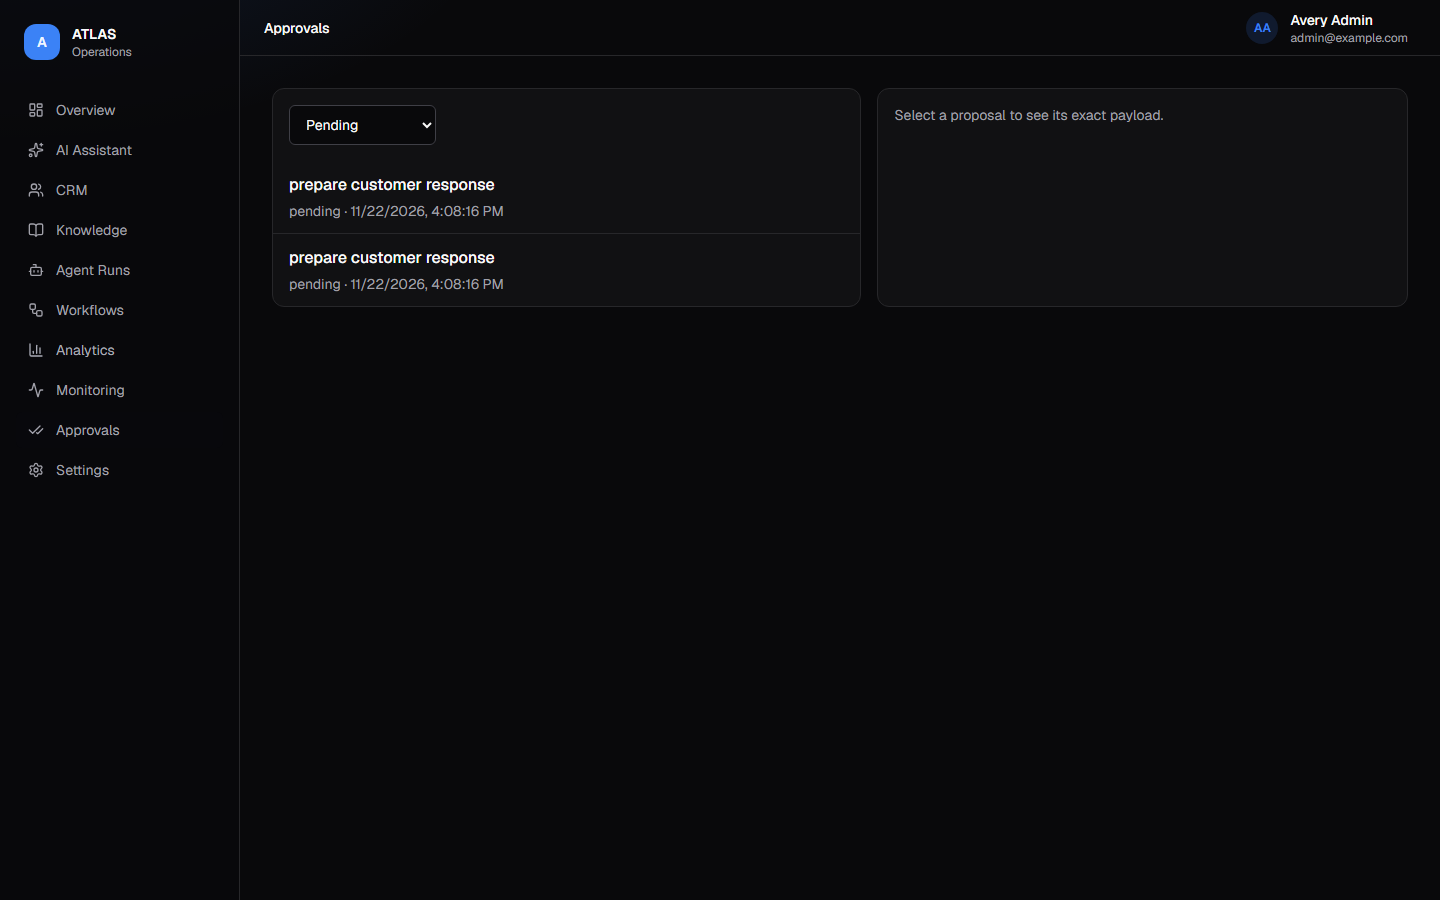 A
ATLAS
Operations
Overview
AI Assistant
CRM
Knowledge
Agent Runs
Workflows
Analytics
Monitoring
Approvals
Settings
Approvals
AA
Avery Admin
admin@example.com
Pending
prepare customer response
pending · 11/22/2026, 4:08:16 PM
prepare customer response
pending · 11/22/2026, 4:08:16 PM
Select a proposal to see its exact payload.